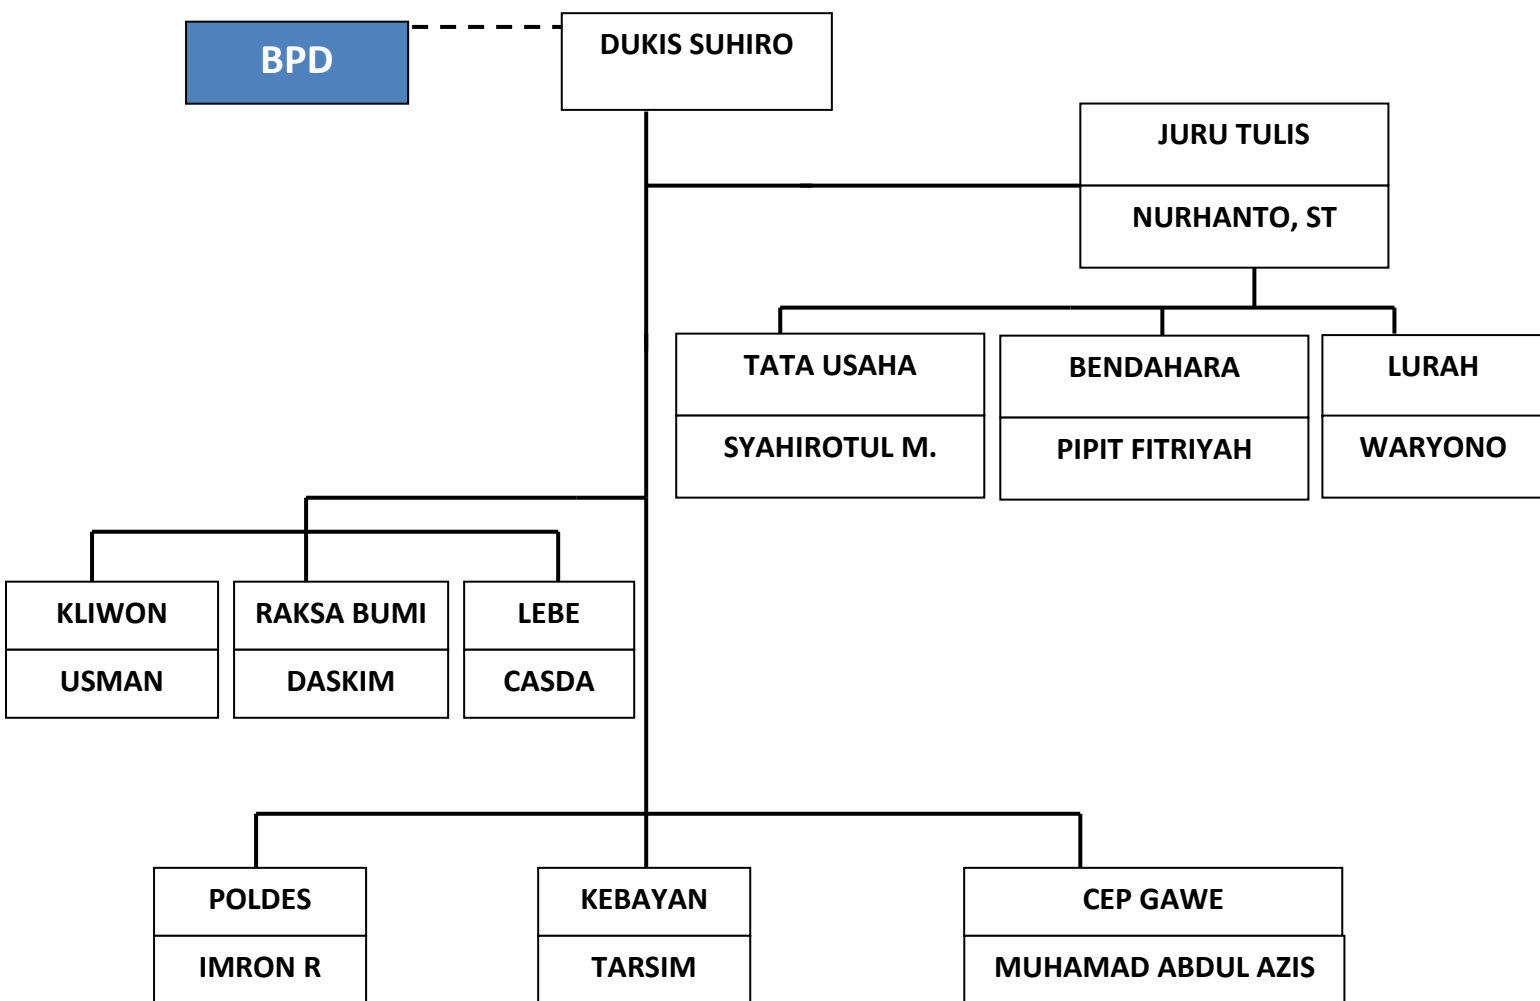 BPD
DUKIS SUHIRO
JURU TULIS
NURHANTO, ST
TATA USAHA
SYAHIROTUL M.
BENDAHARA
PIPIT FITRIYAH
LURAH
WARYONO
KLIWON
USMAN
RAKSA BUMI
DASKIM
LEBE
CASDA
POLDES
IMRON R
KEBAYAN
TARSIM
CEP GAWE
MUHAMAD ABDUL AZIS